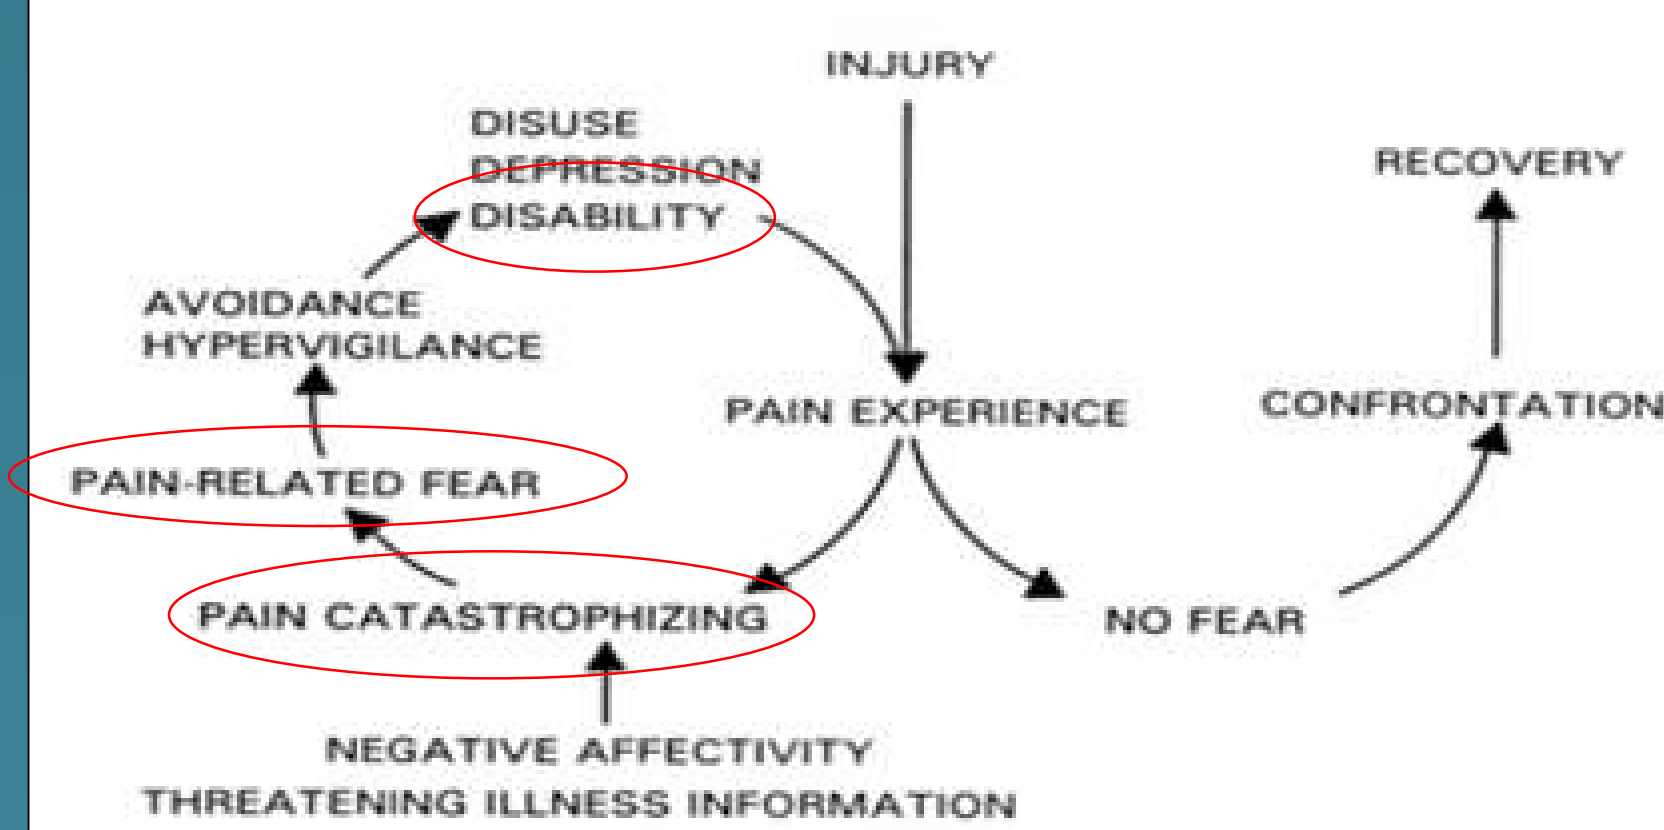 INJURY
DISUSE
DEPRESSION
DISABILITY
RECOVERY
AVOIDANCE
HYPERVIGILANCE
PAIN EXPERIENCE
CONFRONTATION
PAIN-RELATED FEAR
PAIN CATASTROPHIZING
NO FEAR
NEGATIVE AFFECTIVITY
THREATENING ILLNESS INFORMATION